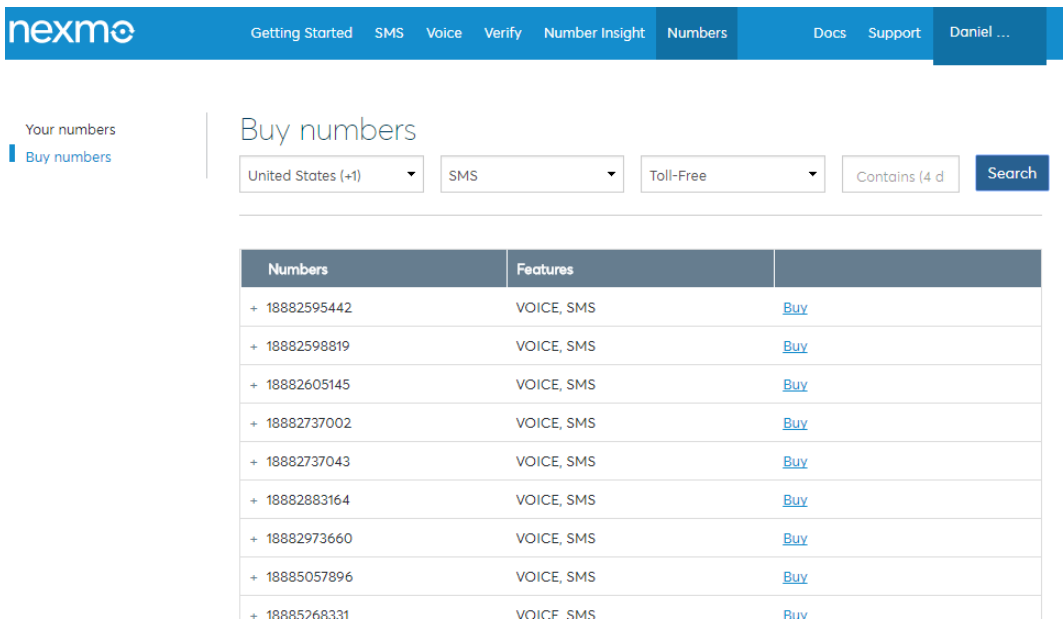 nexmo
Getting Started SMS Voice Verify Number Insight Numbers Docs Support Daniel ...
Your numbers
Buy numbers
Buy numbers
United States (+1) SMS Toll-Free Contains (4 d Search
Numbers Features
+ 18882595442 VOICE, SMS Buy
+ 18882598819 VOICE, SMS Buy
+ 18882605145 VOICE, SMS Buy
+ 18882737002 VOICE, SMS Buy
+ 18882737043 VOICE, SMS Buy
+ 18882883164 VOICE, SMS Buy
+ 18882973660 VOICE, SMS Buy
+ 18885057896 VOICE, SMS Buy
+ 18885268331 VOICE, SMS Buy